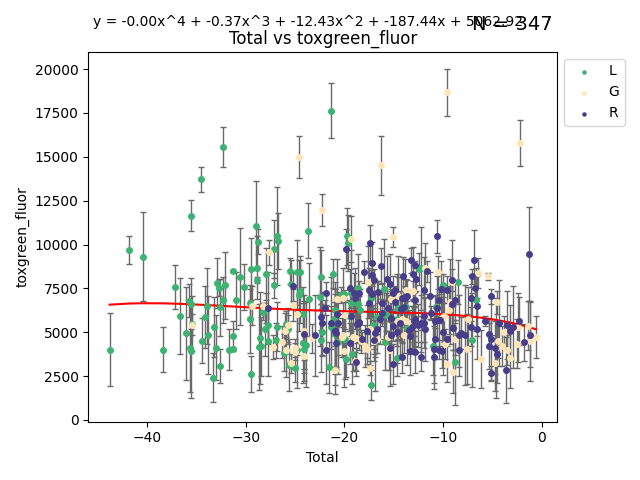 y = -0.00x^4 + -0.37x^3 + -12.43x^2 + -187.44x + 5062.92
N = 347
Total vs toxgreen_fluor
20000
17500
15000
12500
10000
7500
5000
2500
0
toxgreen_fluor
−40
−30
−20
−10
0
Total
L
G
R